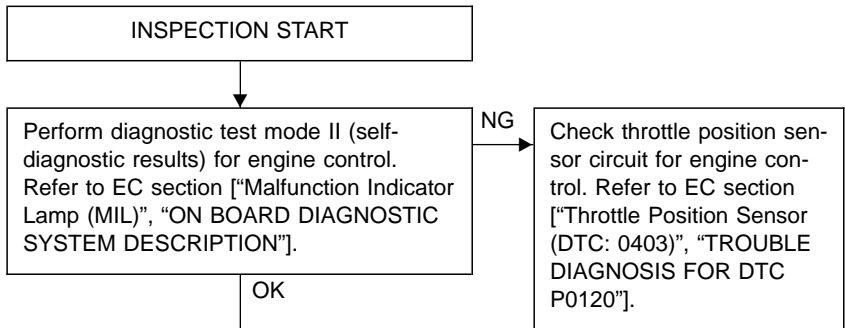 INSPECTION START
Perform diagnostic test mode II (self-
diagnostic results) for engine control.
Refer to EC section [“Malfunction Indicator
Lamp (MIL)”, “ON BOARD DIAGNOSTIC
SYSTEM DESCRIPTION”].
NG
Check throttle position sen-
sor circuit for engine con-
trol. Refer to EC section
[“Throttle Position Sensor
(DTC: 0403)”, “TROUBLE
DIAGNOSIS FOR DTC
P0120”].
OK